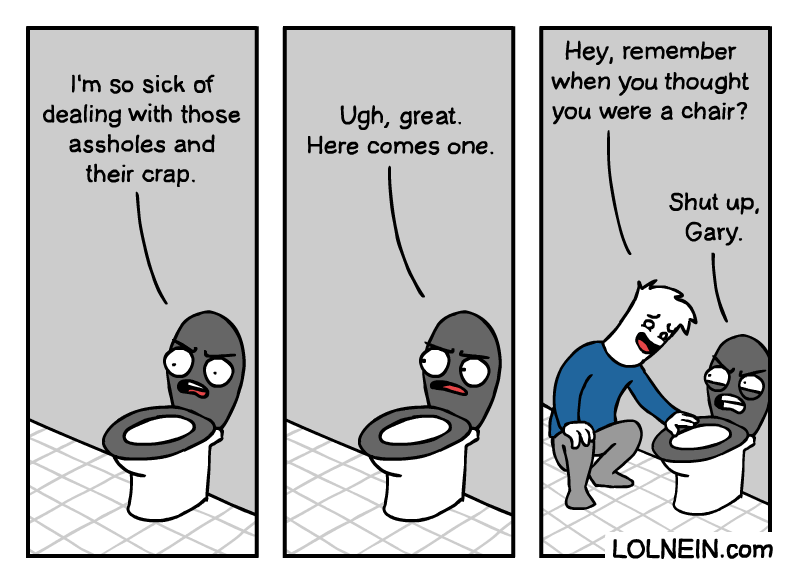 I'm so sick of
dealing with those
assholes and
their crap.
Ugh, great.
Here comes one.
Hey, remember
when you thought
you were a chair?
Shut up,
Gary.
LOLNEIN.com